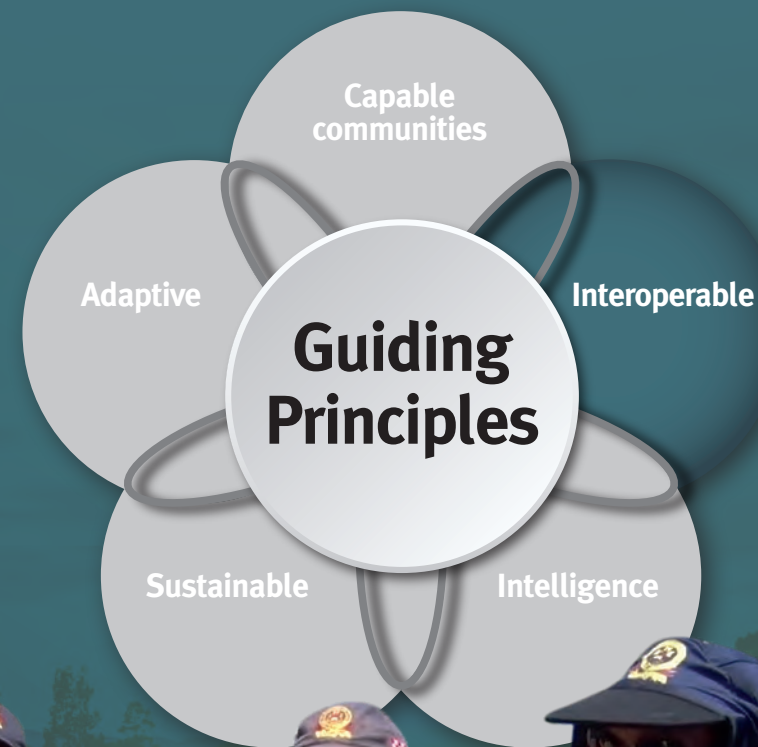 Capable
communities
Adaptive
Interoperable
Guiding
Principles
Sustainable
Intelligence